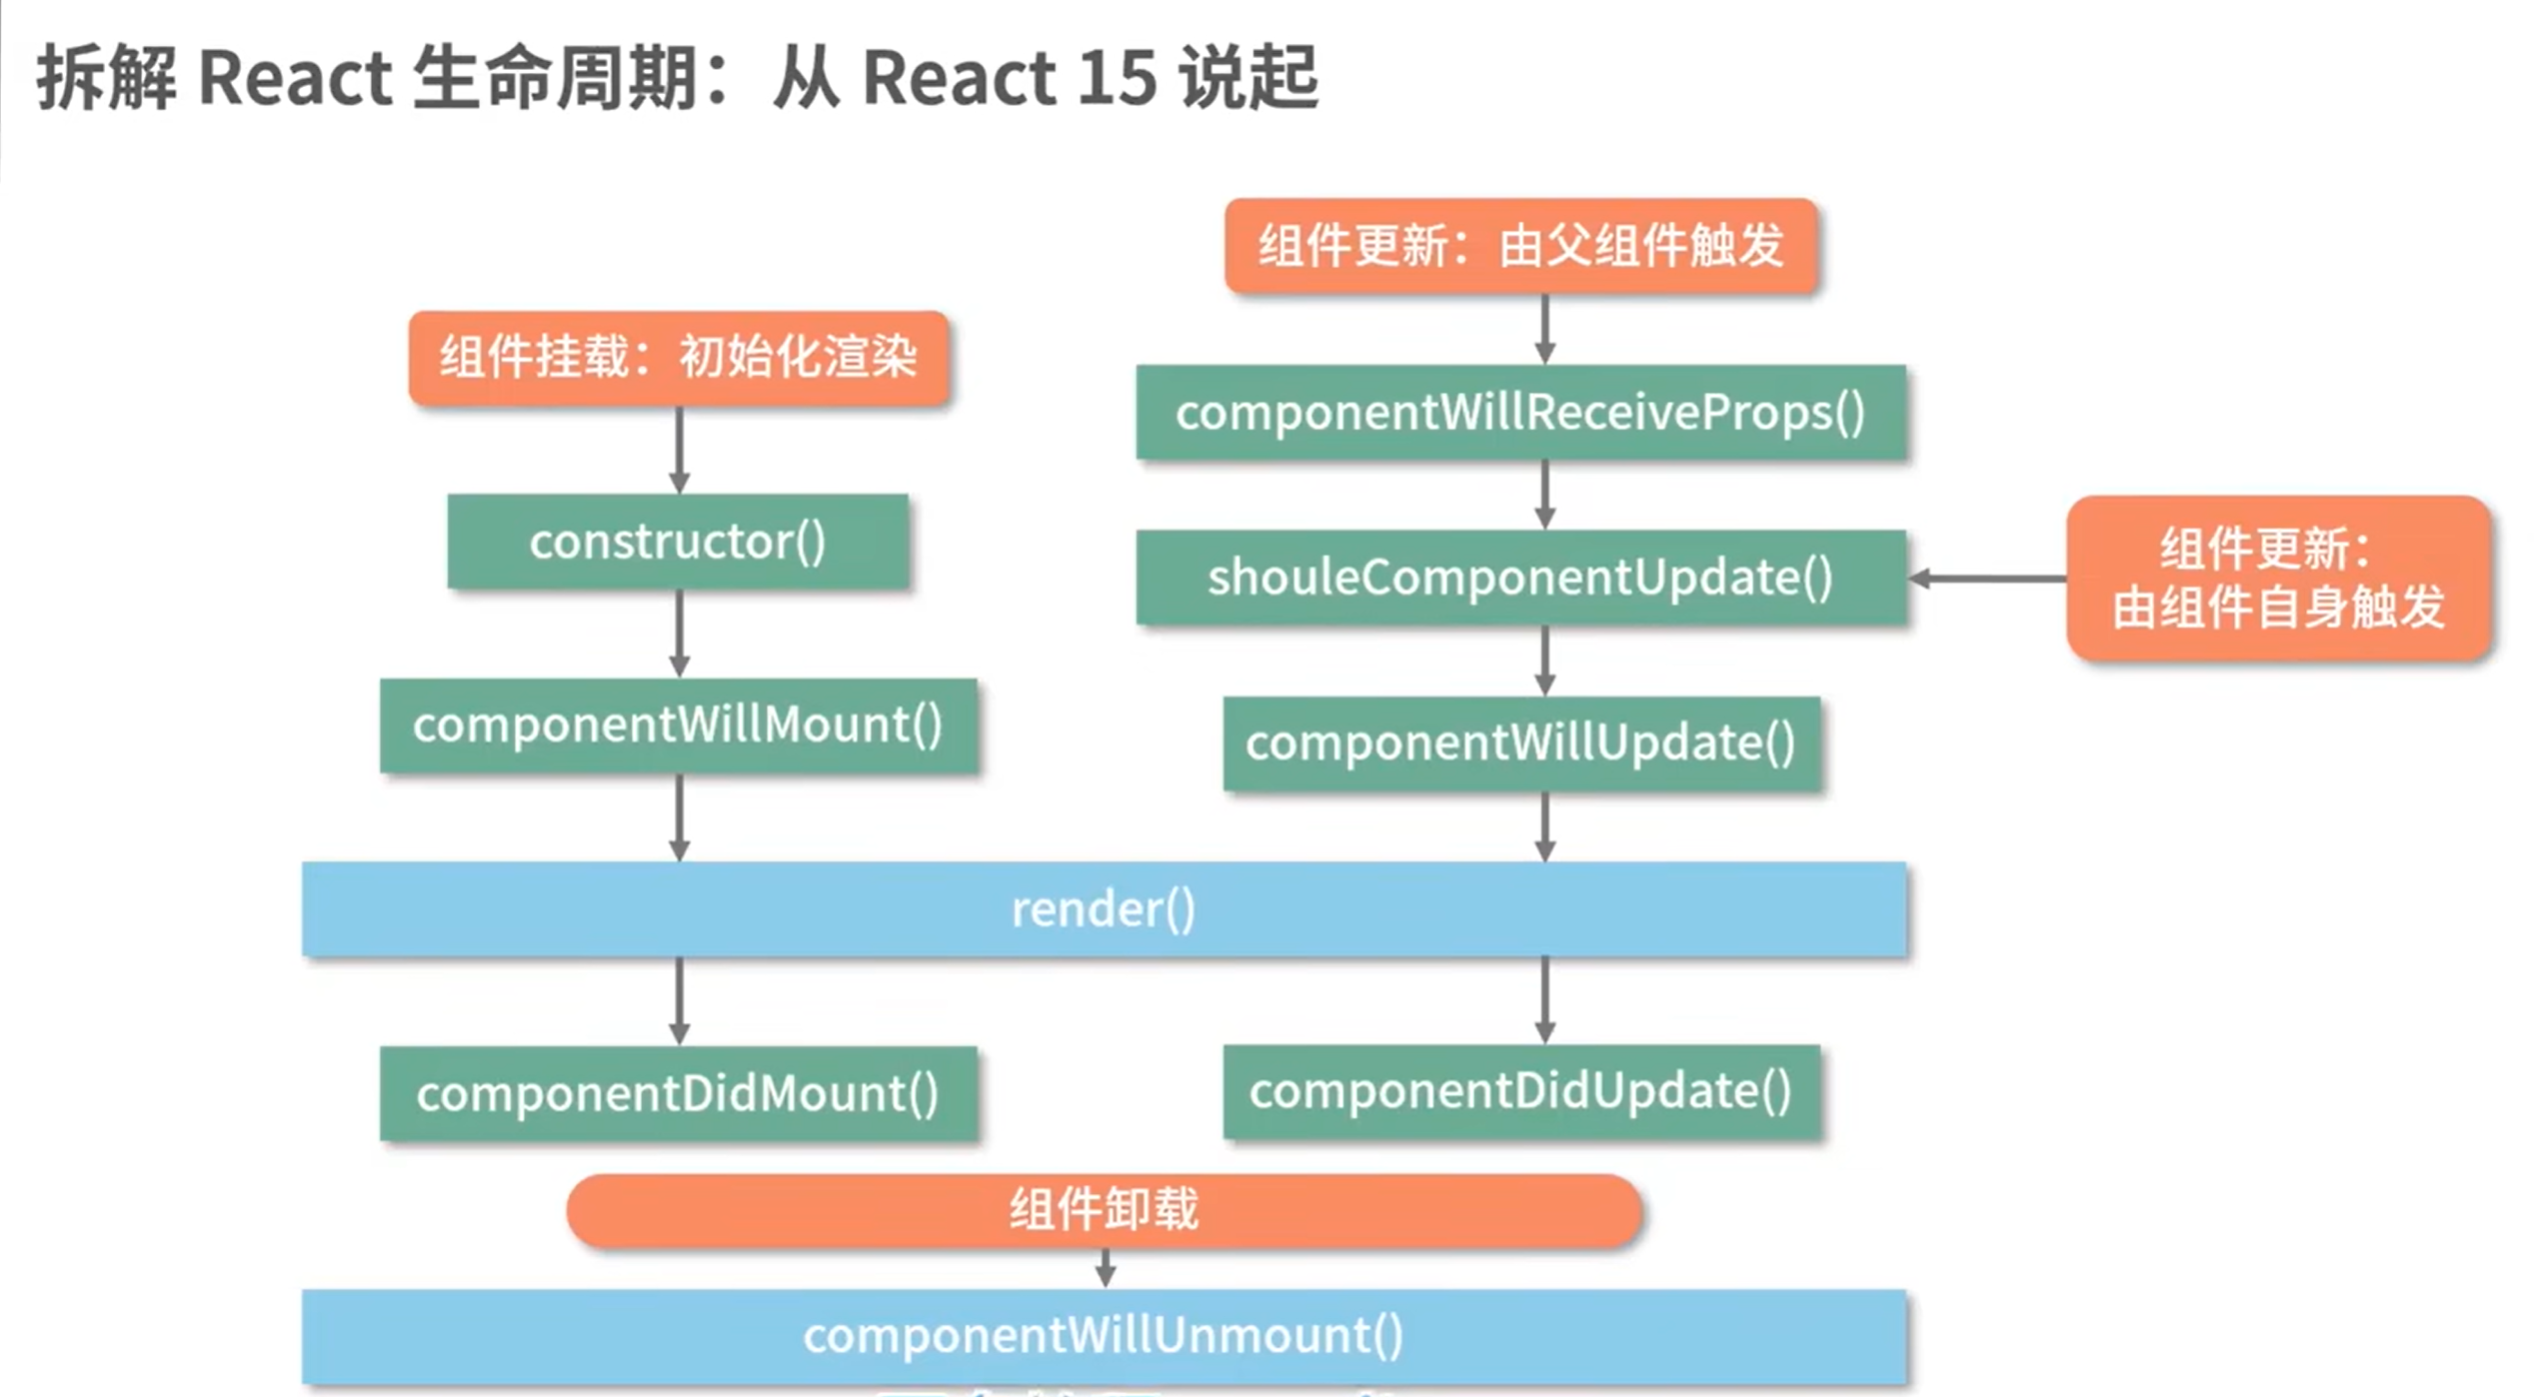 拆解 React 生命周期：从 React 15 说起
组件更新：由父组件触发
组件挂载：初始化渲染
componentWillReceiveProps()
constructor()
shouleComponentUpdate()
组件更新：
由组件自身触发
componentWillMount()
componentWillUpdate()
render()
componentDidMount()
componentDidUpdate()
组件卸载
componentWillUnmount()